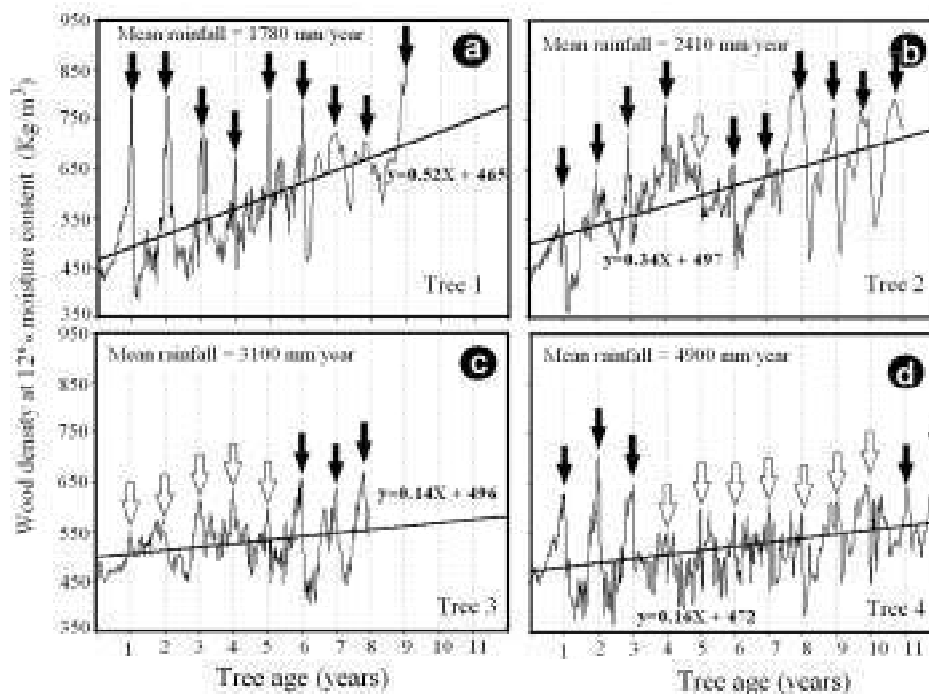 Wood density at 12% moisture content (Kg m³)
950
850
750
650
550
450
350
Mean rainfall = 1780 mm/year
a
y=0.52X + 465
Tree 1
Mean rainfall = 2410 mm/year
b
y=0.34X + 497
Tree 2
950
850
750
650
550
450
350
Mean rainfall = 3100 mm/year
c
y=0.14X + 496
Tree 3
1 2 3 4 5 6 7 8 9 10 11
Tree age (years)
Mean rainfall = 4900 mm/year
d
y=0.16X + 472
Tree 4
1 2 3 4 5 6 7 8 9 10 11
Tree age (years)